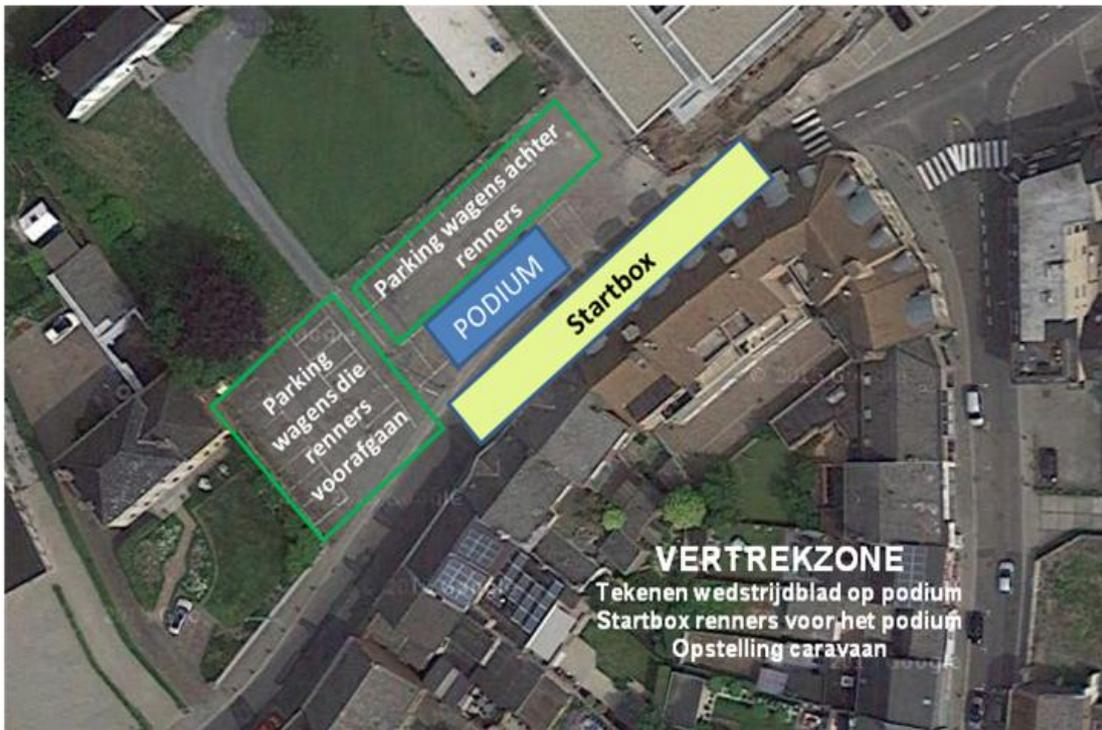 Parking wagens achter
renners
PODIUM
Startbox
Parking
wagens die
renners
voorafgaan
VERTREKZONE
Tekenen wedstrijdblad op podium
Startbox renners voor het podium
Opstelling caravaan